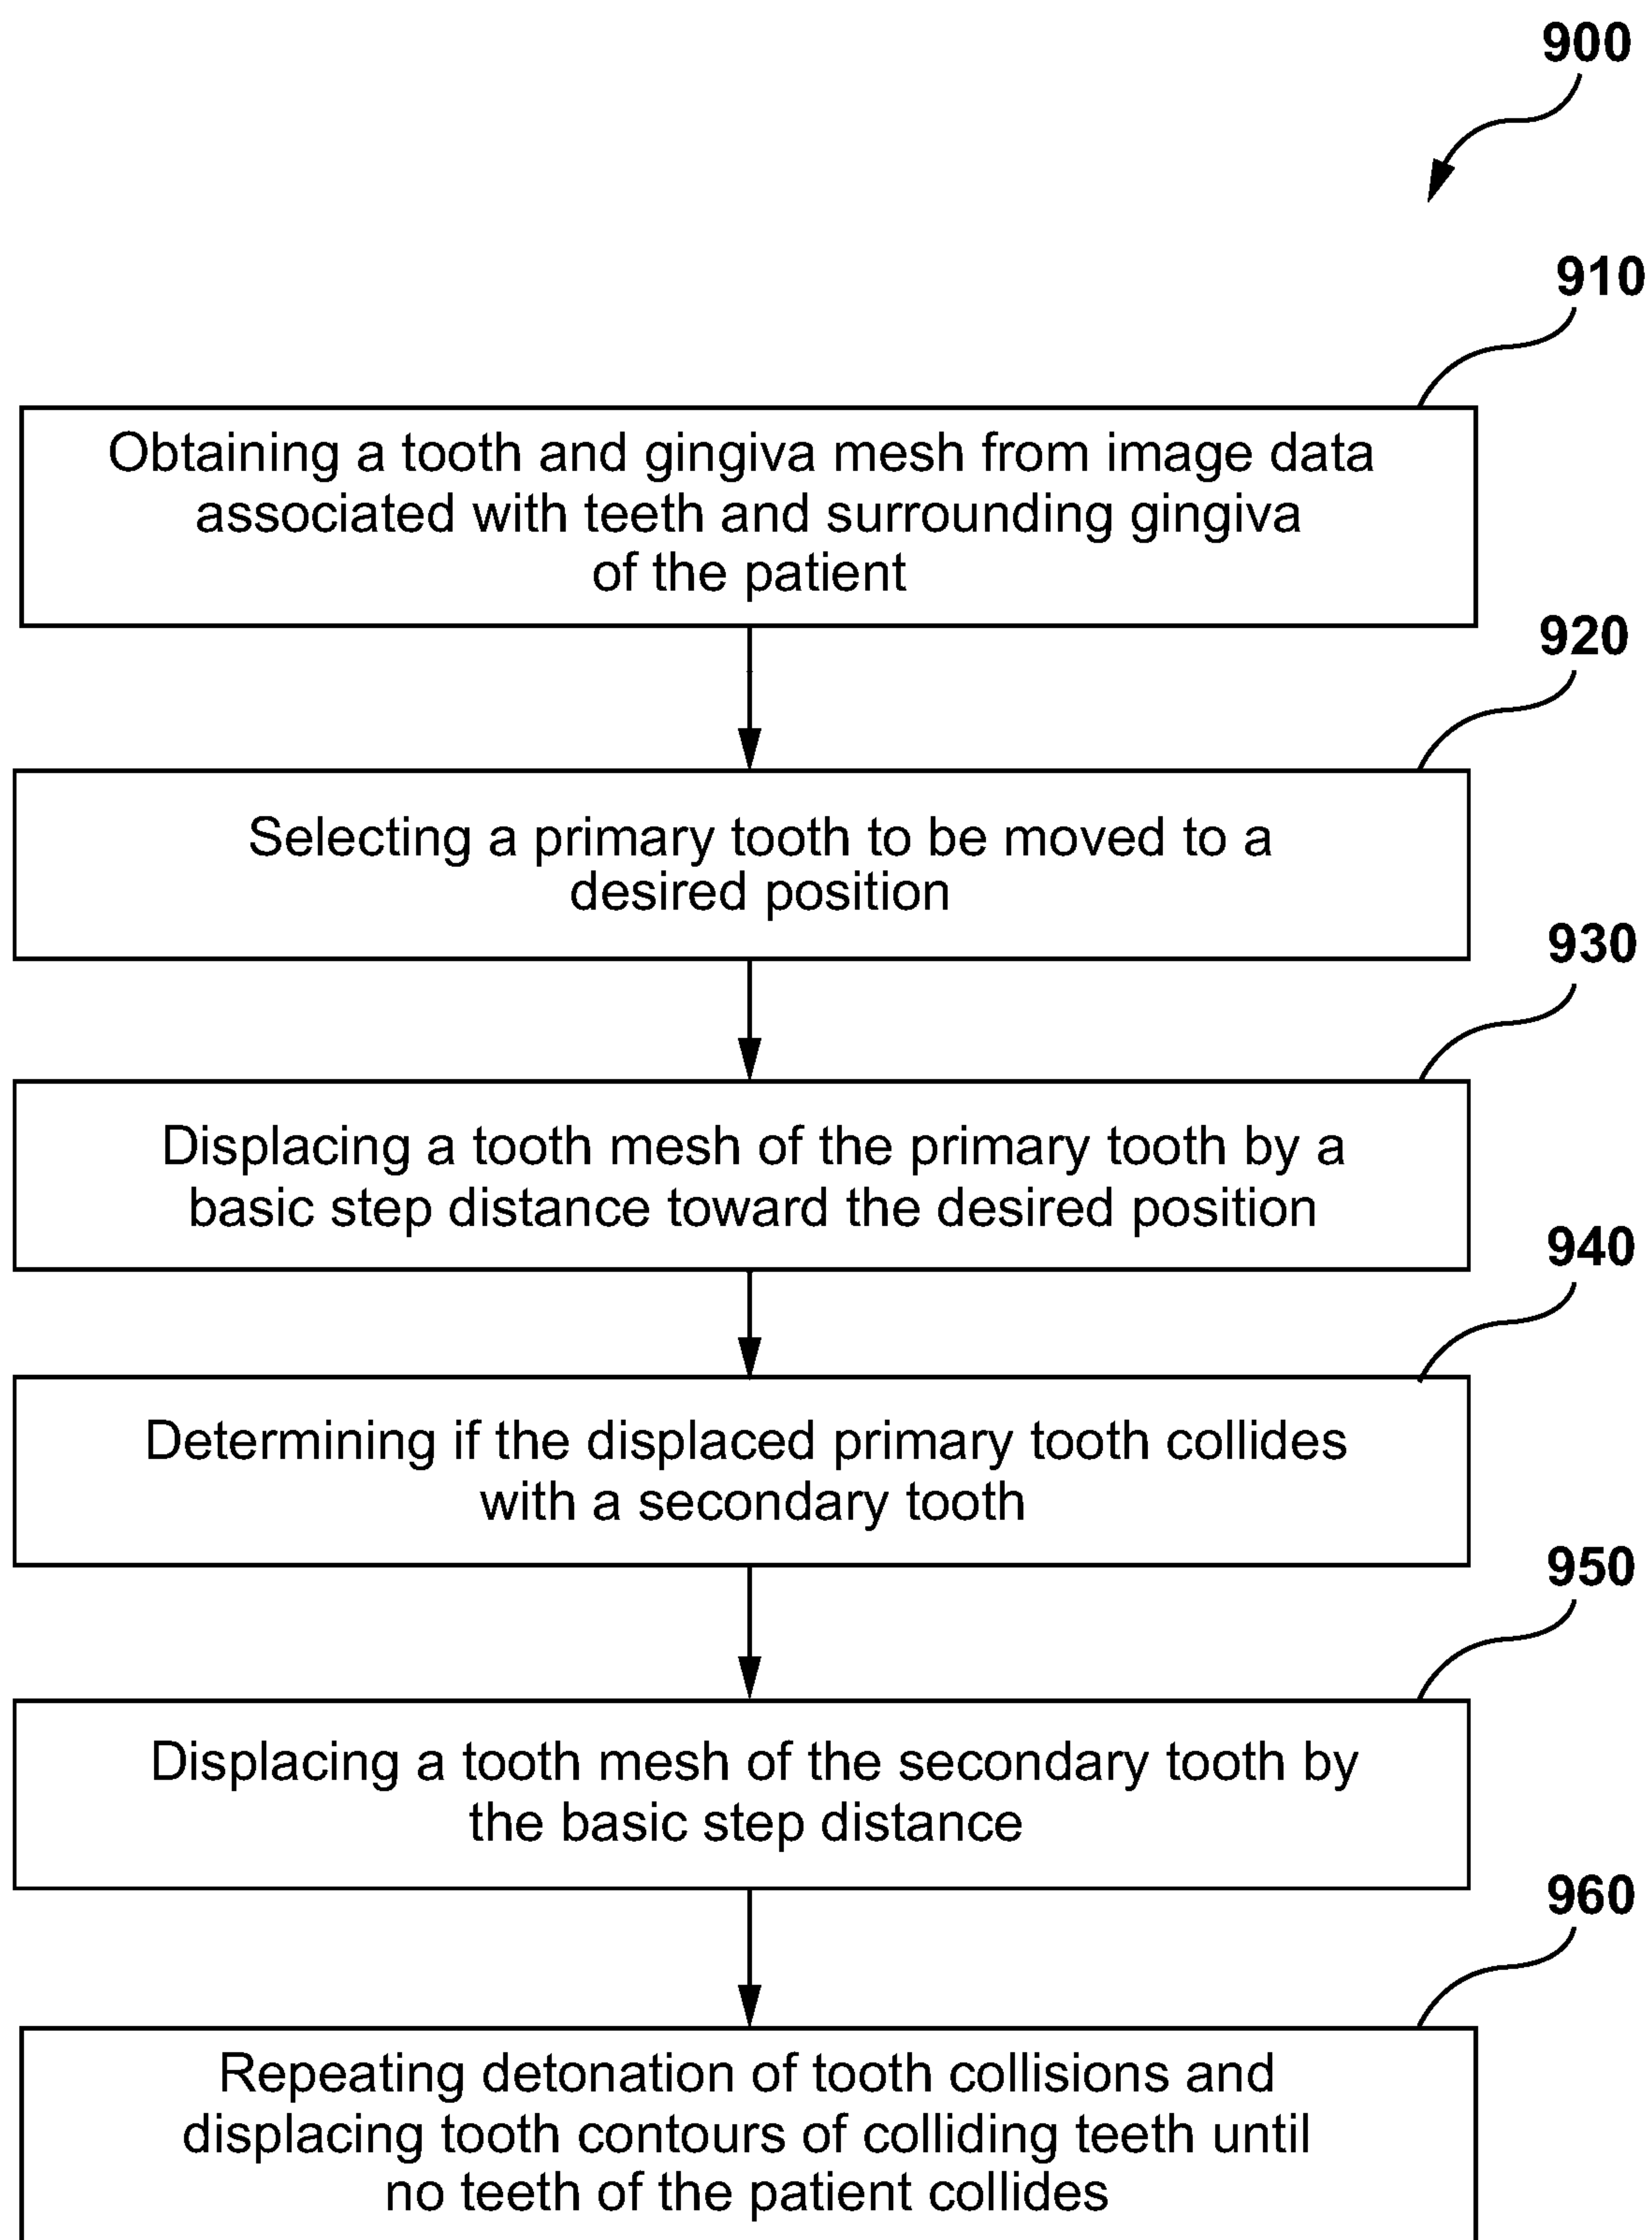 900
910
Obtaining a tooth and gingiva mesh from image data
associated with teeth and surrounding gingiva
of the patient
920
Selecting a primary tooth to be moved to a
desired position
930
Displacing a tooth mesh of the primary tooth by a
basic step distance toward the desired position
940
Determining if the displaced primary tooth collides
with a secondary tooth
950
Displacing a tooth mesh of the secondary tooth by
the basic step distance
960
Repeating detonation of tooth collisions and
displacing tooth contours of colliding teeth until
no teeth of the patient collides